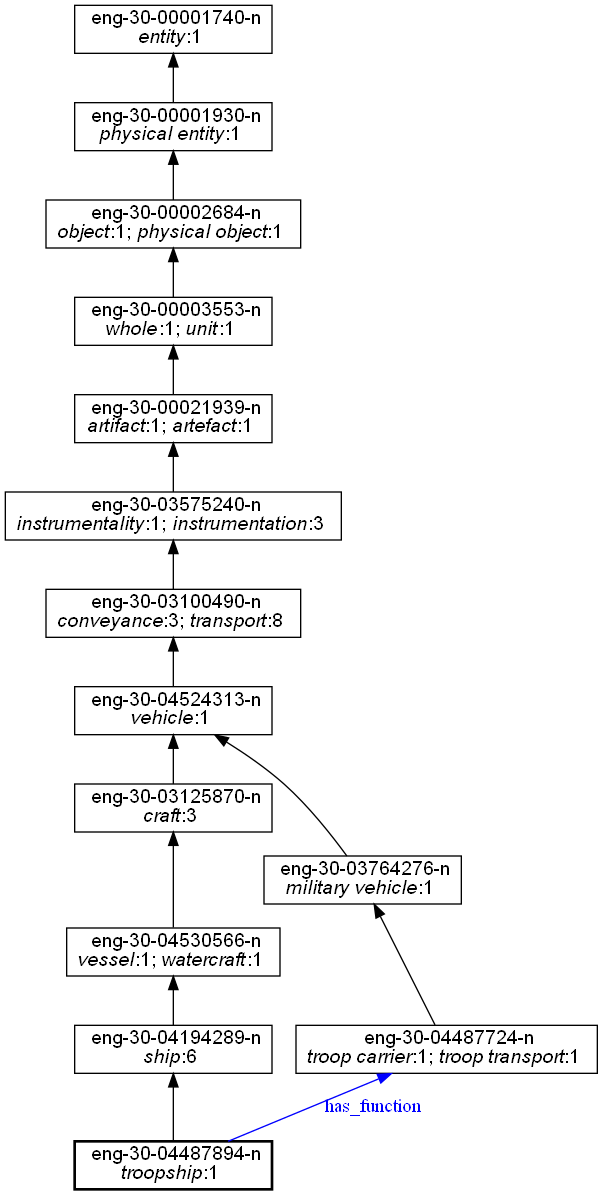 eng-30-00001740-n
entity:1
eng-30-00001930-n
physical entity:1
eng-30-00002684-n
object:1; physical object:1
eng-30-00003553-n
whole:1; unit:1
eng-30-00021939-n
artifact:1; artefact:1
eng-30-03575240-n
instrumentality:1; instrumentation:3
eng-30-03100490-n
conveyance:3; transport:8
eng-30-04524313-n
vehicle:1
eng-30-03125870-n
craft:3
eng-30-03764276-n
military vehicle:1
eng-30-04530566-n
vessel:1; watercraft:1
eng-30-04194289-n
ship:6
eng-30-04487724-n
troop carrier:1; troop transport:1
has_function
eng-30-04487894-n
troopship:1